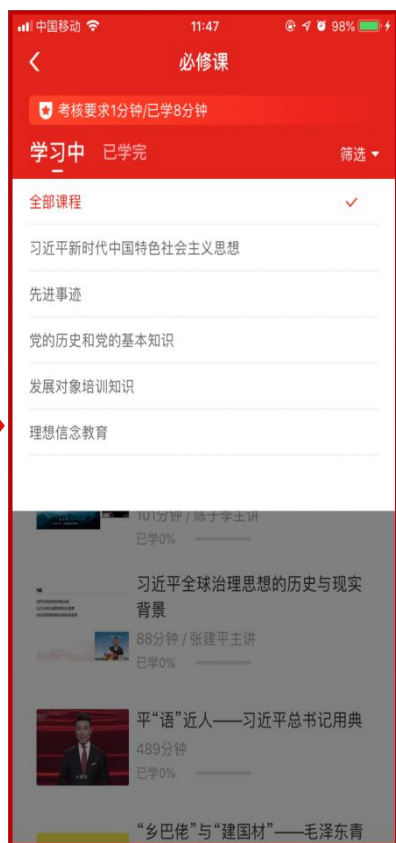 中国移动 11:47 98%
必修课
考核要求1分钟/已学8分钟
学习中 已学完 筛选
全部课程
习近平新时代中国特色社会主义思想
先进事迹
党的历史和党的基本知识
发展对象培训知识
理想信念教育
101分钟 / 陈子季主讲
已学0%
习近平全球治理思想的历史与现实
背景
88分钟 / 张建平主讲
已学0%
平“语”近人——习近平总书记用典
489分钟
已学0%
“乡巴佬”与“建国材”——毛泽东青